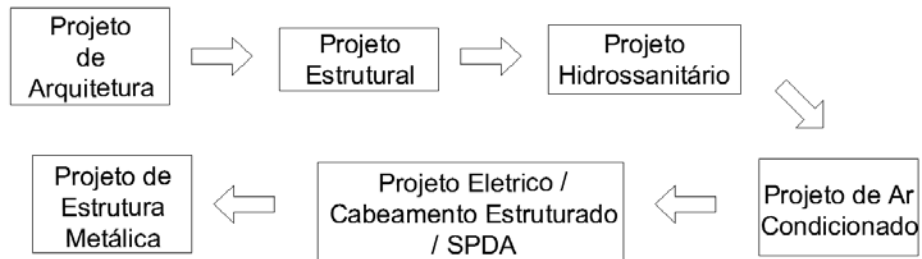 Projeto
de
Arquitetura
Projeto
Estrutural
Projeto
Hidrossanitário
Projeto de Ar
Condicionado
Projeto Eletrico /
Cabeamento Estruturado
/ SPDA
Projeto de
Estrutura
Metálica